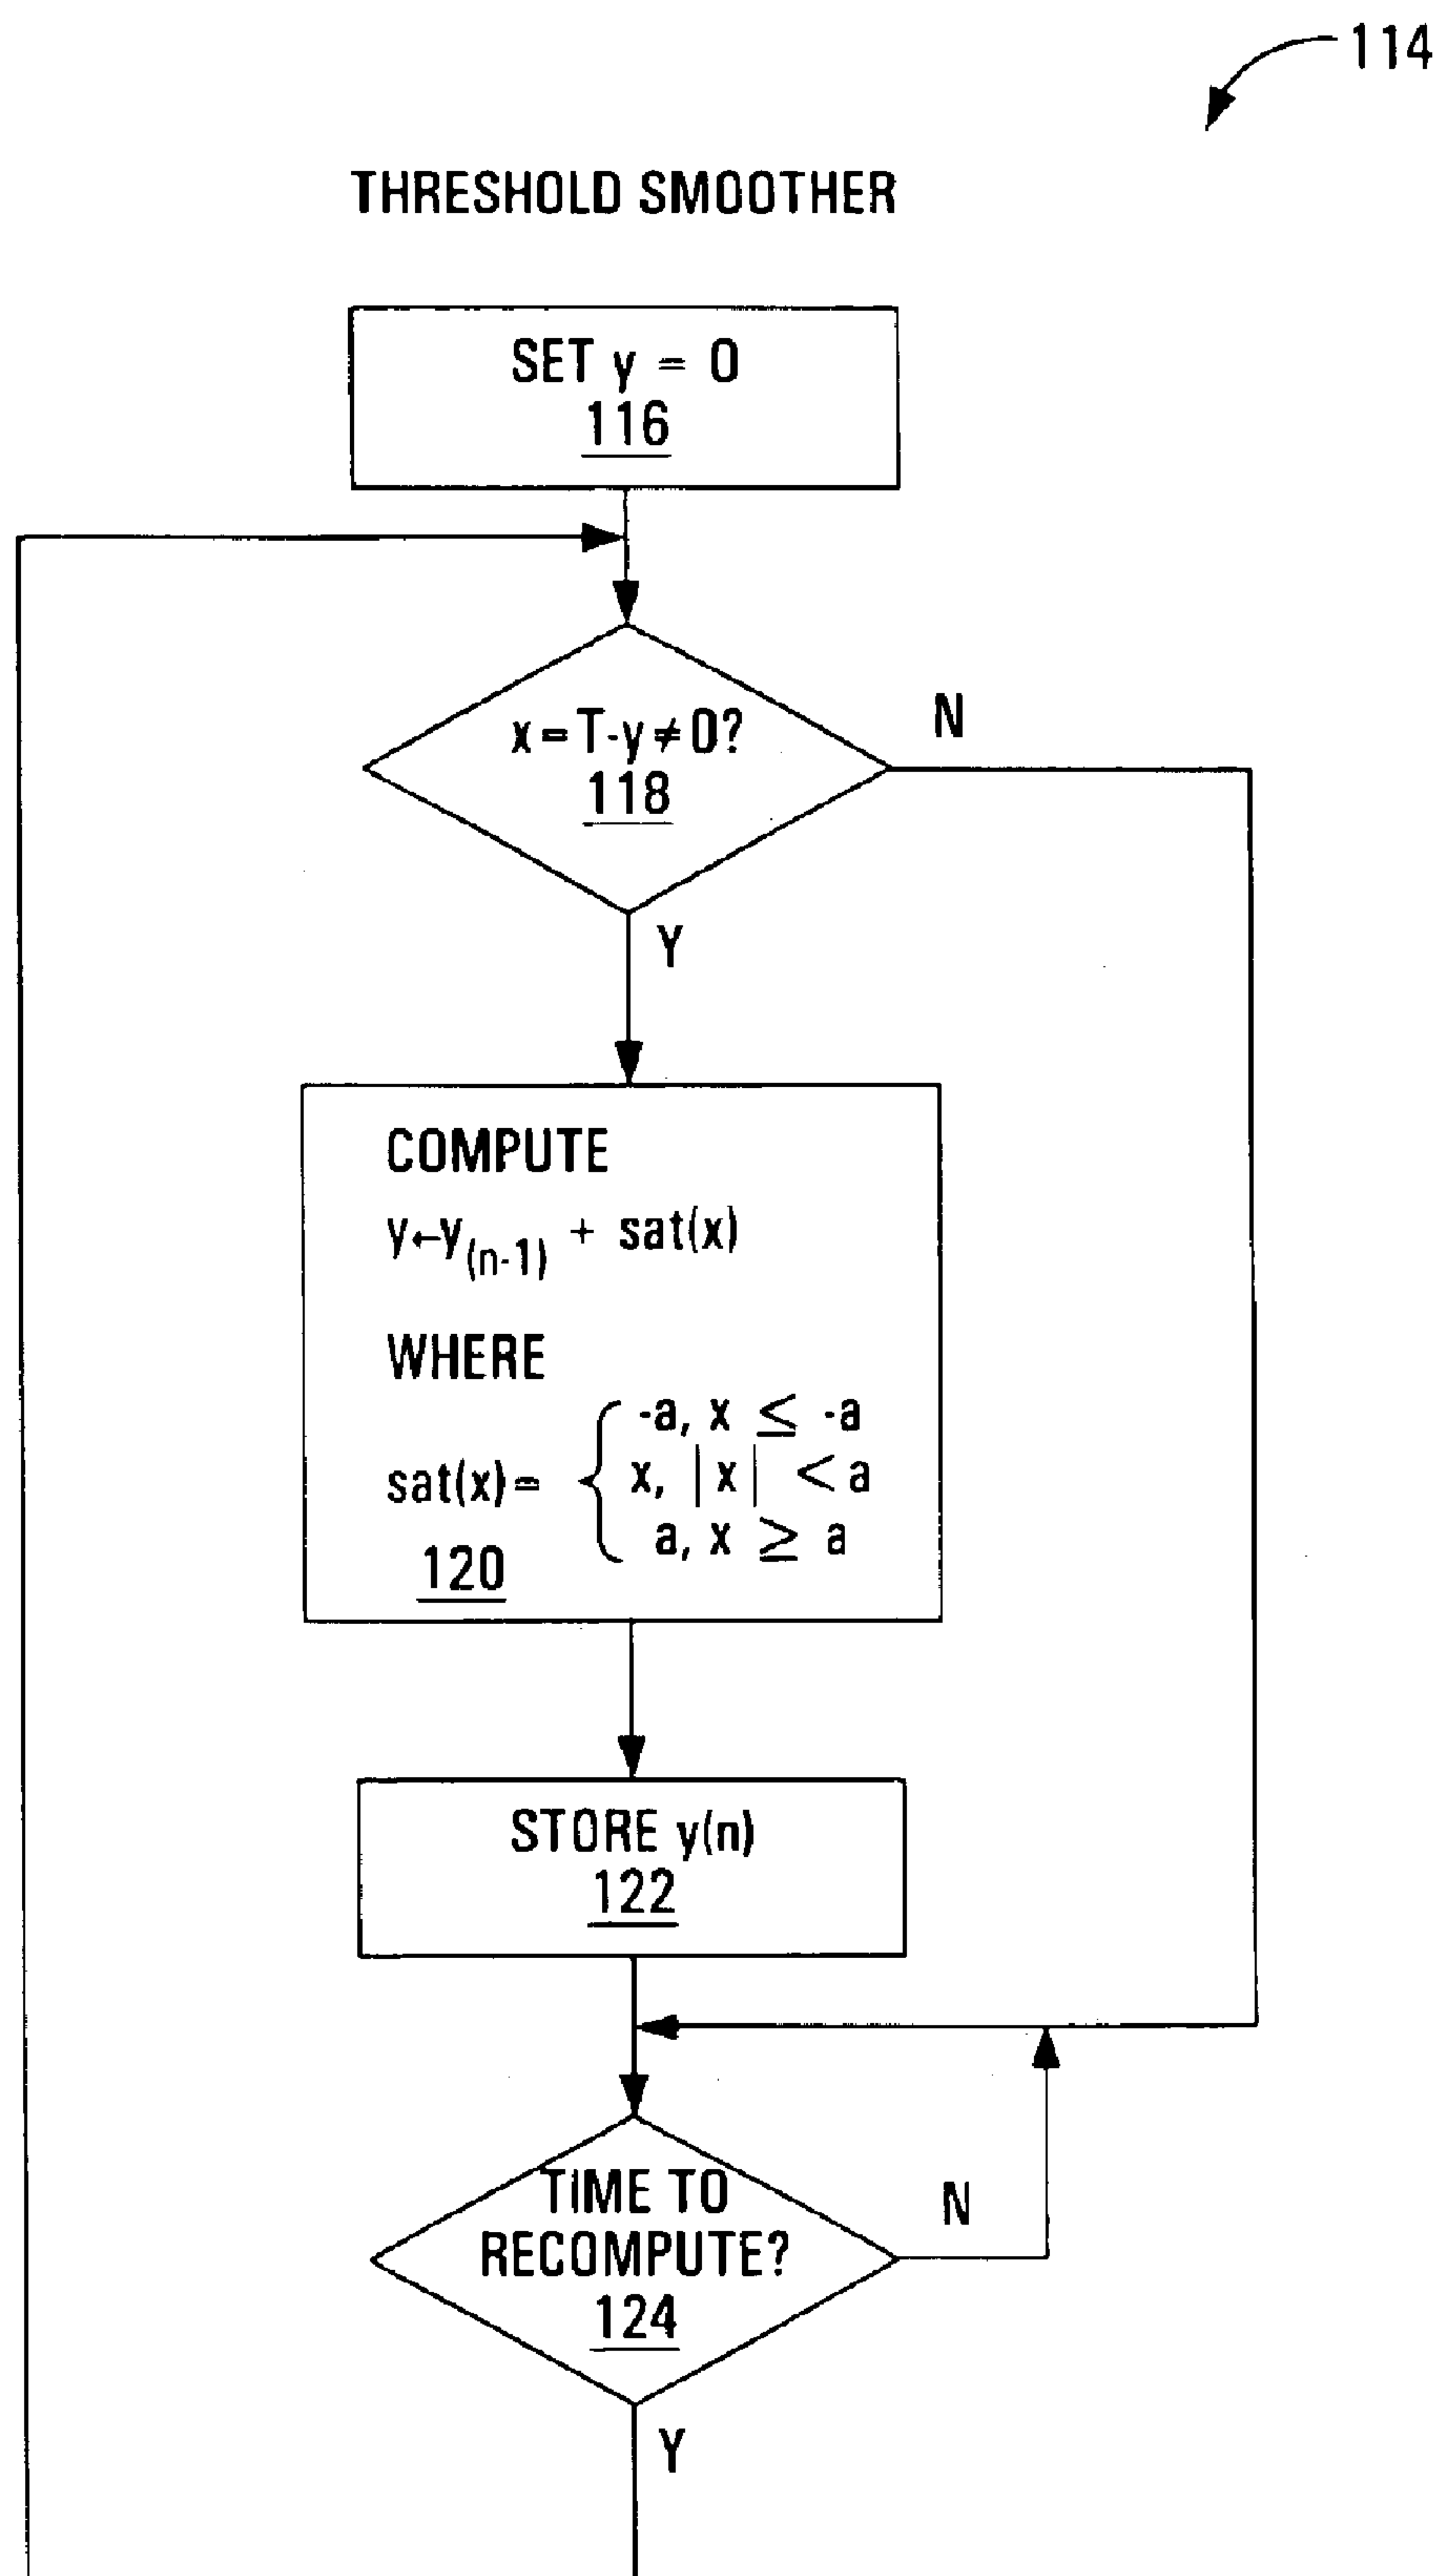 114
THRESHOLD SMOOTHER
SET y = 0
116
x = T-y ≠ 0?
118
N
Y
COMPUTE
y←y(n-1) + sat(x)
WHERE
-a, x ≤ -a
sat(x) = { x, |x| < a
a, x ≥ a
120
STORE y(n)
122
TIME TO
RECOMPUTE?
124
N
Y